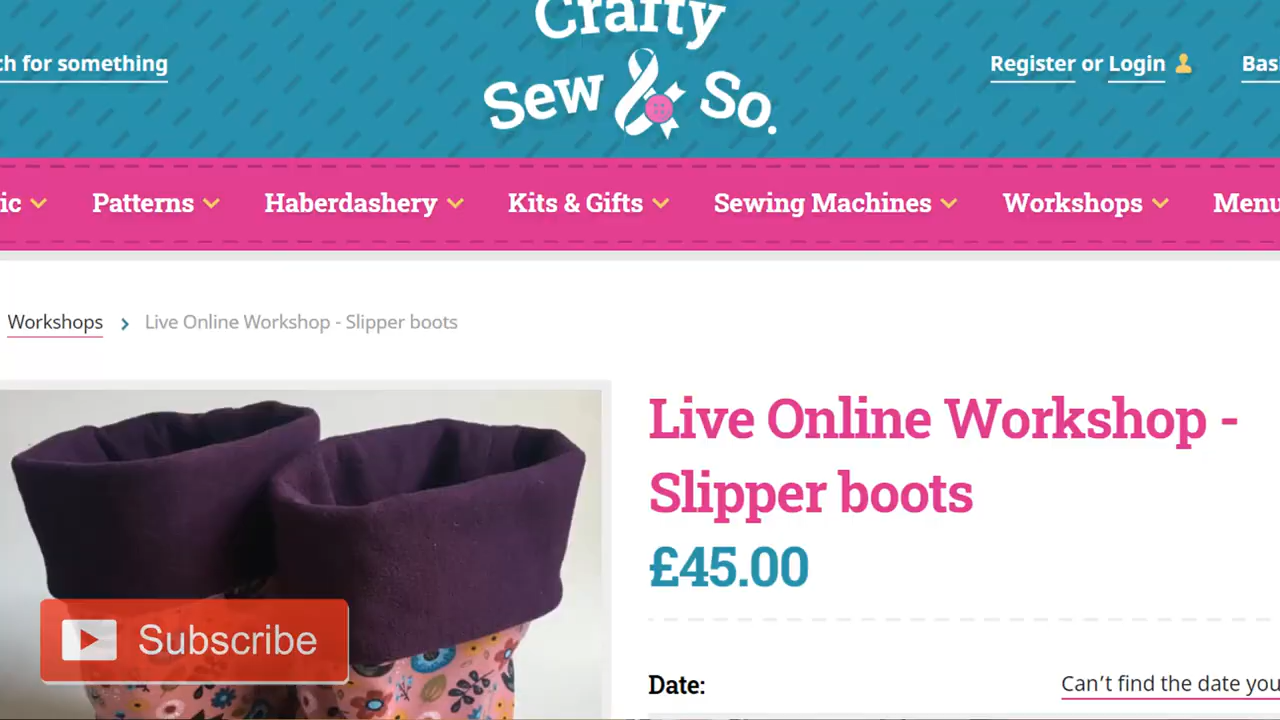 Crafty
Sew & So.
ch for something
Register or Login
Bas
ic
Patterns
Haberdashery
Kits & Gifts
Sewing Machines
Workshops
Menu
Workshops > Live Online Workshop - Slipper boots
Live Online Workshop -
Slipper boots
£45.00
Subscribe
Date:
Can't find the date you